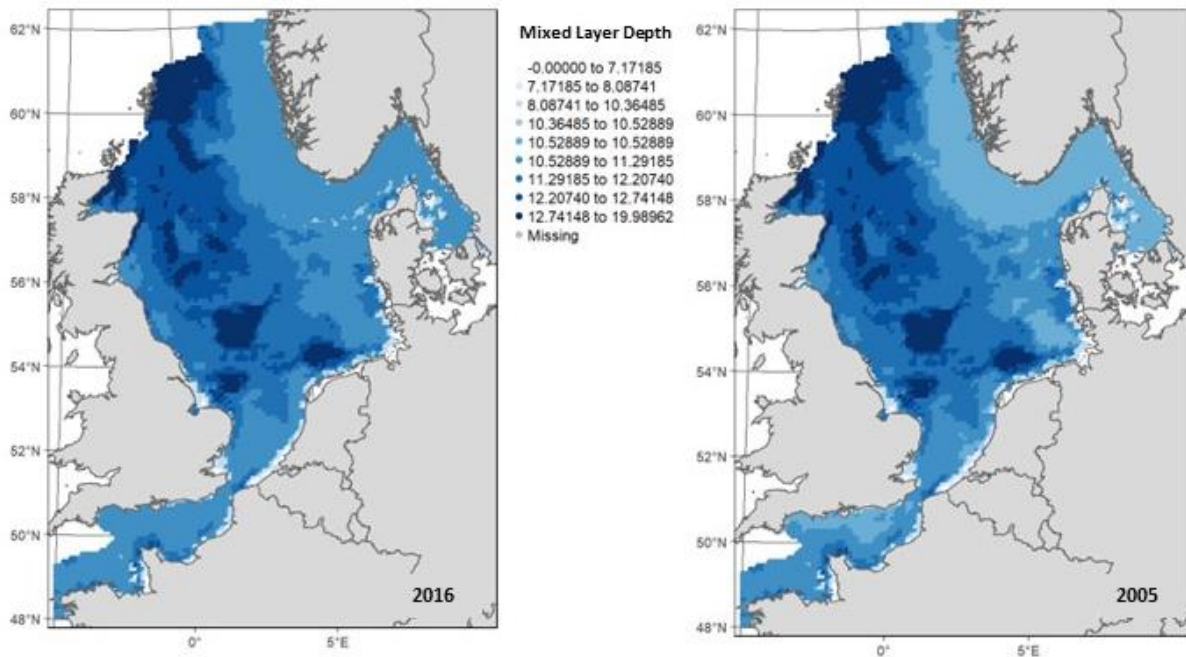 Mixed Layer Depth
-0.00000 to 7.17185
7.17185 to 8.08741
8.08741 to 10.36485
10.36485 to 10.52889
10.52889 to 10.52889
10.52889 to 11.29185
11.29185 to 12.20740
12.20740 to 12.74148
12.74148 to 19.98962
Missing
62°N
60°N
58°N
56°N
54°N
52°N
50°N
48°N
0°
5°E
2016
62°N
60°N
58°N
56°N
54°N
52°N
50°N
48°N
0°
5°E
2005